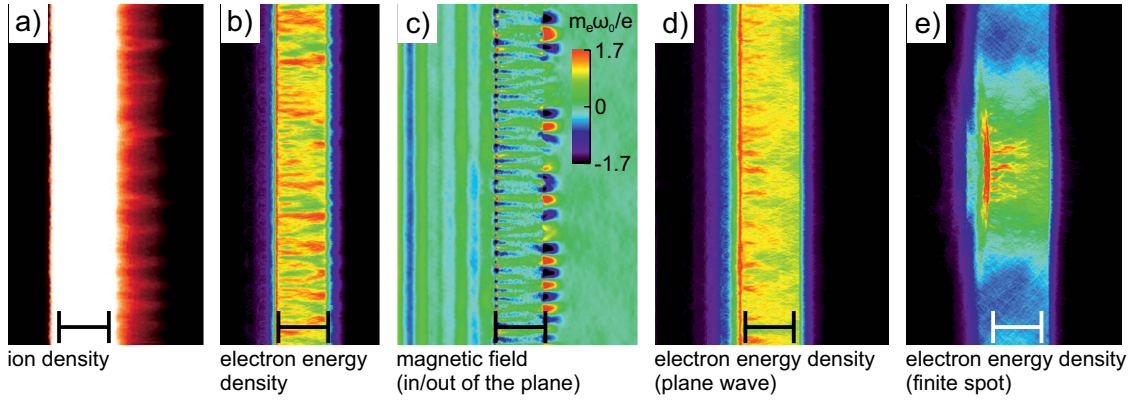 a)
b)
c)
d)
e)
mₑω₀/e
1.7
0
-1.7
ion density
electron energy
density
magnetic field
(in/out of the plane)
electron energy density
(plane wave)
electron energy density
(finite spot)